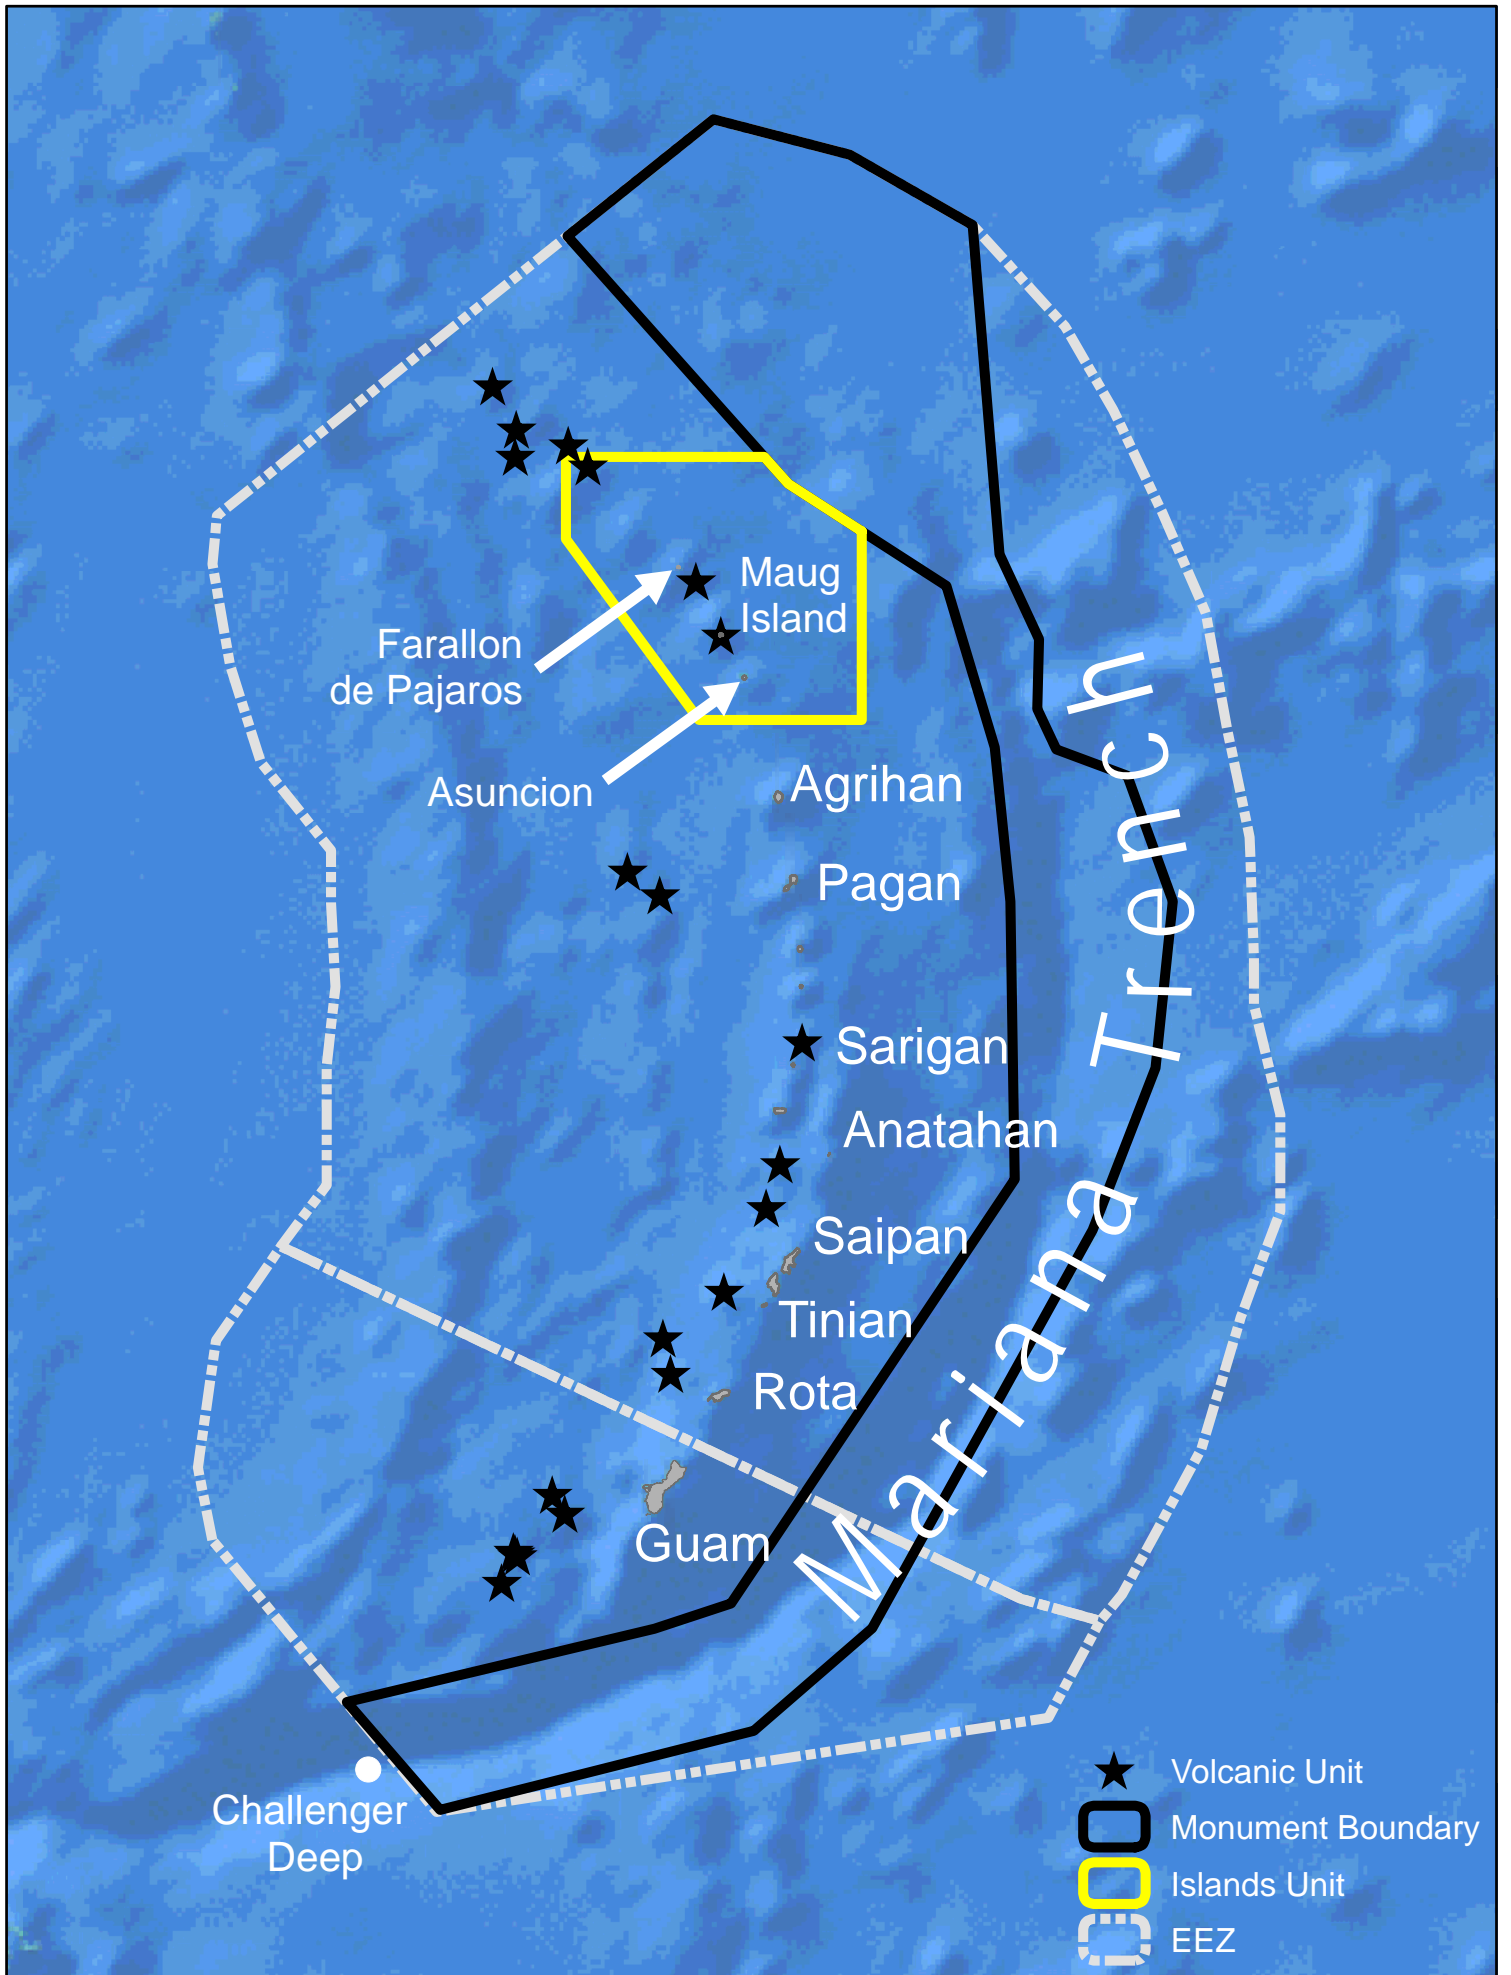 Maug
Island
Farallon
de Pajaros
Asuncion
Agrihan
Pagan
Sarigan
Anatahan
Saipan
Tinian
Rota
Guam
Mariana Trench
Challenger
Deep
Volcanic Unit
Monument Boundary
Islands Unit
EEZ